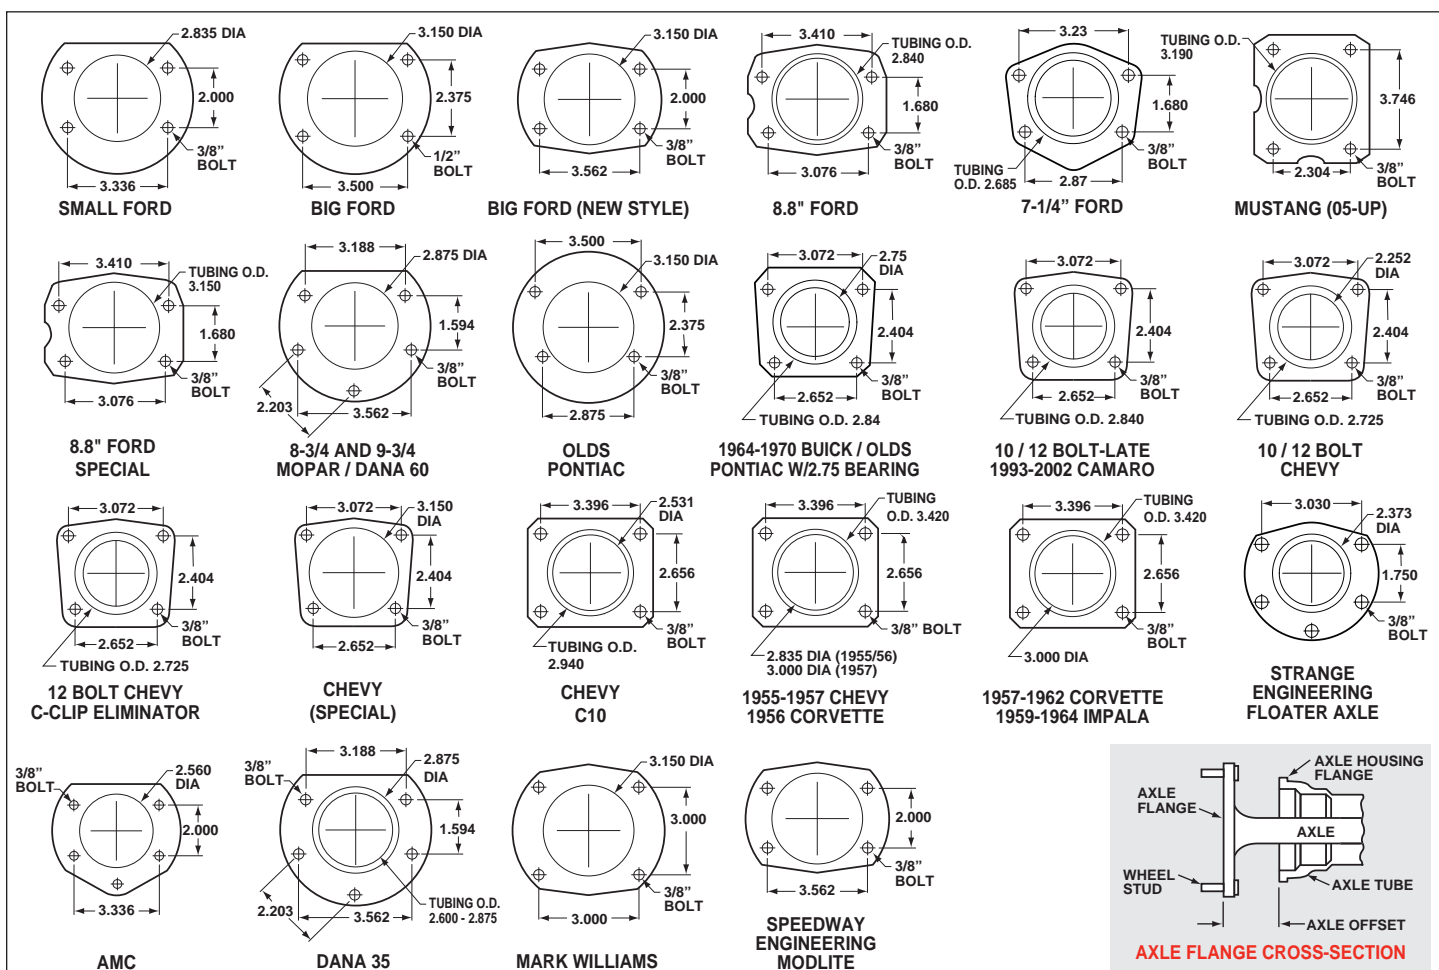 2.835 DIA
2.000
3/8”
BOLT
3.336
SMALL FORD
3.150 DIA
2.375
1/2”
BOLT
3.500
BIG FORD
3.150 DIA
2.000
3/8”
BOLT
3.562
BIG FORD (NEW STYLE)
3.410
TUBING O.D.
2.840
1.680
3/8”
BOLT
3.076
8.8" FORD
3.23
1.680
3/8”
BOLT
TUBING
O.D. 2.685
2.87
7-1/4” FORD
TUBING O.D.
3.190
3.746
3/8”
BOLT
2.304
MUSTANG (05-UP)
3.410
TUBING O.D.
3.150
1.680
3/8”
BOLT
3.076
8.8" FORD
SPECIAL
3.188
2.875 DIA
1.594
3/8”
BOLT
2.203
3.562
8-3/4 AND 9-3/4
MOPAR / DANA 60
3.500
3.150 DIA
2.375
3/8”
BOLT
2.875
OLDS
PONTIAC
3.072
2.75
DIA
2.404
3/8”
BOLT
2.652
TUBING O.D. 2.84
1964-1970 BUICK / OLDS
PONTIAC W/2.75 BEARING
3.072
2.404
3/8”
BOLT
2.652
TUBING O.D. 2.840
10 / 12 BOLT-LATE
1993-2002 CAMARO
3.072
2.252
DIA
2.404
3/8”
BOLT
2.652
TUBING O.D. 2.725
10 / 12 BOLT
CHEVY
3.072
2.404
3/8”
BOLT
2.652
TUBING O.D. 2.725
12 BOLT CHEVY
C-CLIP ELIMINATOR
3.072
3.150
DIA
2.404
3/8”
BOLT
2.652
CHEVY
(SPECIAL)
3.396
2.531
DIA
2.656
3/8”
BOLT
TUBING O.D.
2.940
CHEVY
C10
3.396
TUBING
O.D. 3.420
2.656
3/8” BOLT
2.835 DIA (1955/56)
3.000 DIA (1957)
1955-1957 CHEVY
1956 CORVETTE
3.396
TUBING
O.D. 3.420
2.656
3/8”
BOLT
3.000 DIA
1957-1962 CORVETTE
1959-1964 IMPALA
3.030
2.373
DIA
1.750
3/8”
BOLT
STRANGE
ENGINEERING
FLOATER AXLE
3/8”
BOLT
2.560
DIA
2.000
3.336
AMC
3/8”
BOLT
3.188
2.875
DIA
1.594
2.203
3.562
TUBING O.D.
2.600 - 2.875
DANA 35
3.150 DIA
3.000
3/8”
BOLT
3.000
MARK WILLIAMS
2.000
3/8”
BOLT
3.562
SPEEDWAY
ENGINEERING
MODLITE
AXLE HOUSING
FLANGE
AXLE
FLANGE
AXLE
WHEEL
STUD
AXLE TUBE
AXLE OFFSET
AXLE FLANGE CROSS-SECTION